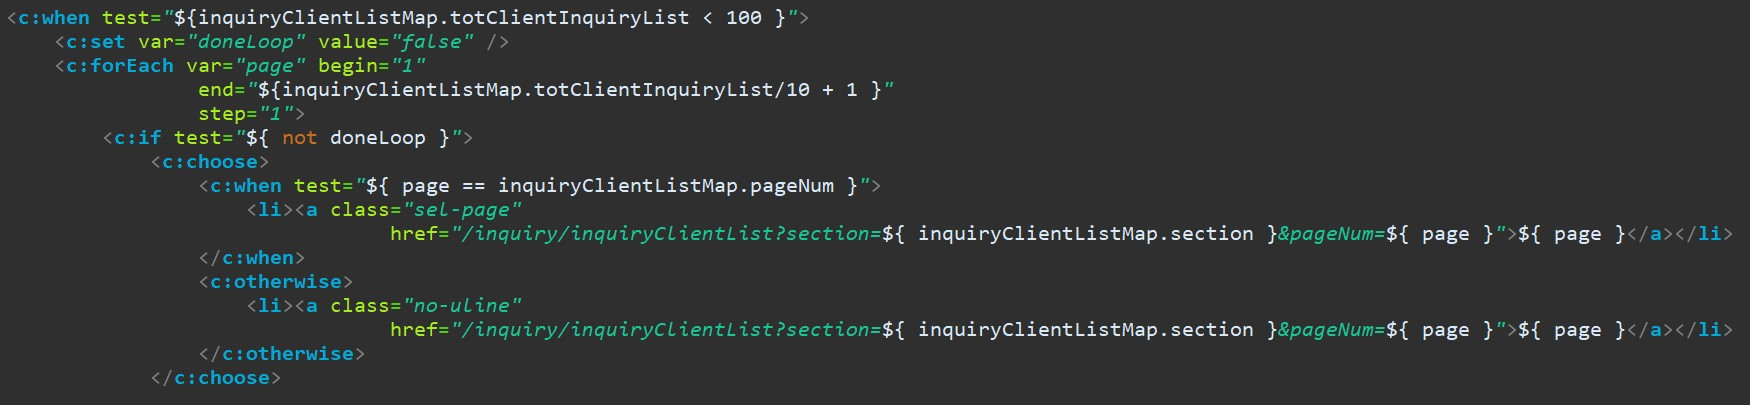 <c:when test="${inquiryClientListMap.totClientInquiryList < 100 }">
<c:set var="doneLoop" value="false" />
<c:forEach var="page" begin="1"
end="${inquiryClientListMap.totClientInquiryList/10 + 1 }"
step="1">
<c:if test="${ not doneLoop }">
<c:choose>
<c:when test="${ page == inquiryClientListMap.pageNum }">
<li><a class="sel-page"
href="/inquiry/inquiryClientList?section=${ inquiryClientListMap.section }&pageNum=${ page }">${ page }</a></li>
</c:when>
<c:otherwise>
<li><a class="no-uline"
href="/inquiry/inquiryClientList?section=${ inquiryClientListMap.section }&pageNum=${ page }">${ page }</a></li>
</c:otherwise>
</c:choose>